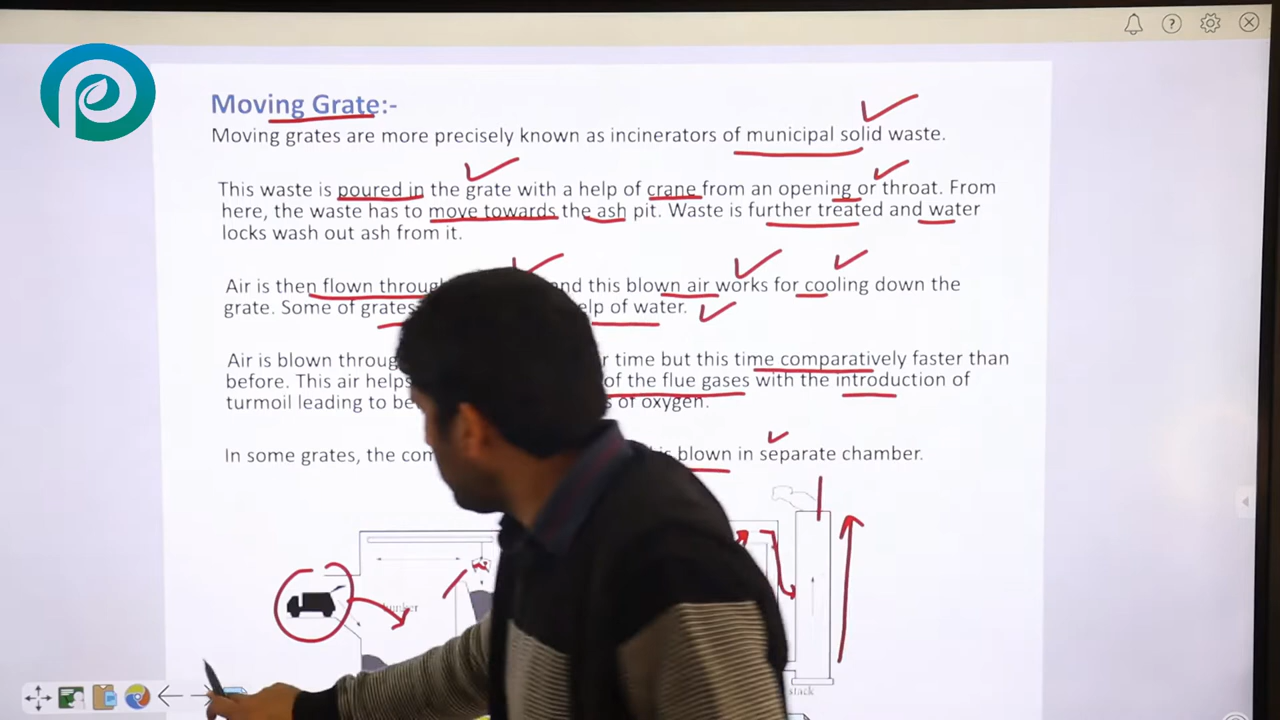 Moving Grate:-
Moving grates are more precisely known as incinerators of municipal solid waste.
This waste is poured in the grate with a help of crane from an opening or throat. From
here, the waste has to move towards the ash pit. Waste is further treated and water
locks wash out ash from it.
Air is then flown through and this blown air works for cooling down the
grate. Some of grates help of water.
Air is blown through time but this time comparatively faster than
before. This air helps of the flue gases with the introduction of
turmoil leading to of oxygen.
In some grates, the blown in separate chamber.
bunker
stack